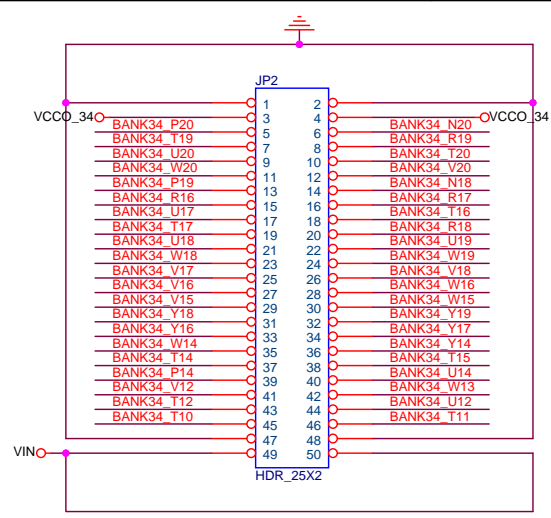 JP2
1 2
VCCO_34 3 4 VCCO_34
BANK34_P20 5 6 BANK34_N20
BANK34_T19 7 8 BANK34_R19
BANK34_U20 9 10 BANK34_T20
BANK34_W20 11 12 BANK34_V20
BANK34_P19 13 14 BANK34_N18
BANK34_R16 15 16 BANK34_R17
BANK34_U17 17 18 BANK34_T16
BANK34_T17 19 20 BANK34_R18
BANK34_U18 21 22 BANK34_U19
BANK34_W18 23 24 BANK34_W19
BANK34_V17 25 26 BANK34_V18
BANK34_V16 27 28 BANK34_W16
BANK34_V15 29 30 BANK34_W15
BANK34_Y18 31 32 BANK34_Y19
BANK34_Y16 33 34 BANK34_Y17
BANK34_W14 35 36 BANK34_Y14
BANK34_T14 37 38 BANK34_T15
BANK34_P14 39 40 BANK34_U14
BANK34_V12 41 42 BANK34_W13
BANK34_T12 43 44 BANK34_U12
BANK34_T10 45 46 BANK34_T11
47 48
VIN 49 50
HDR_25X2